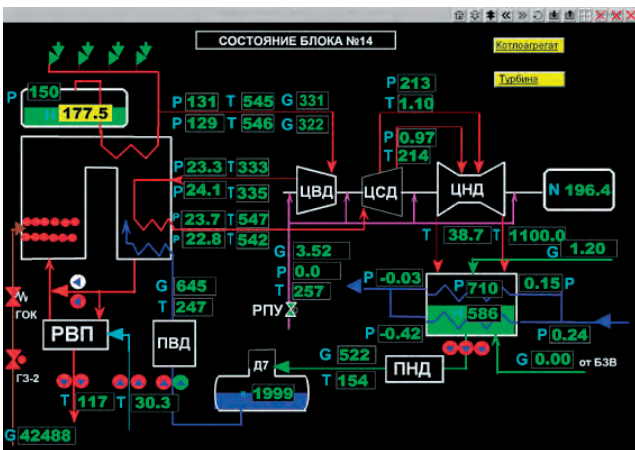 СОСТОЯНИЕ БЛОКА №14
Котлоагрегат
Турбина
P 150
H 177.5
P 131 T 545 G 331
P 129 T 546 G 322
P 213
T 1.10
P 0.97
T 214
P 23.3 T 333
P 24.1 T 335
P 23.7 T 547
P 22.8 T 542
ЦВД
ЦСД
ЦНД
N 196.4
T 38.7 T 1100.0
G 1.20
G 3.52
P 0.0
T 257
РПУ
P -0.03
P 710
0.15 P
H 586
P -0.42
P 0.24
G 0.00 от БЗВ
G 645
T 247
ГОК
РВП
ПВД
ГЗ-2
Д7
G 522
T 154
ПНД
1999
T 117
T 30.3
G 42488